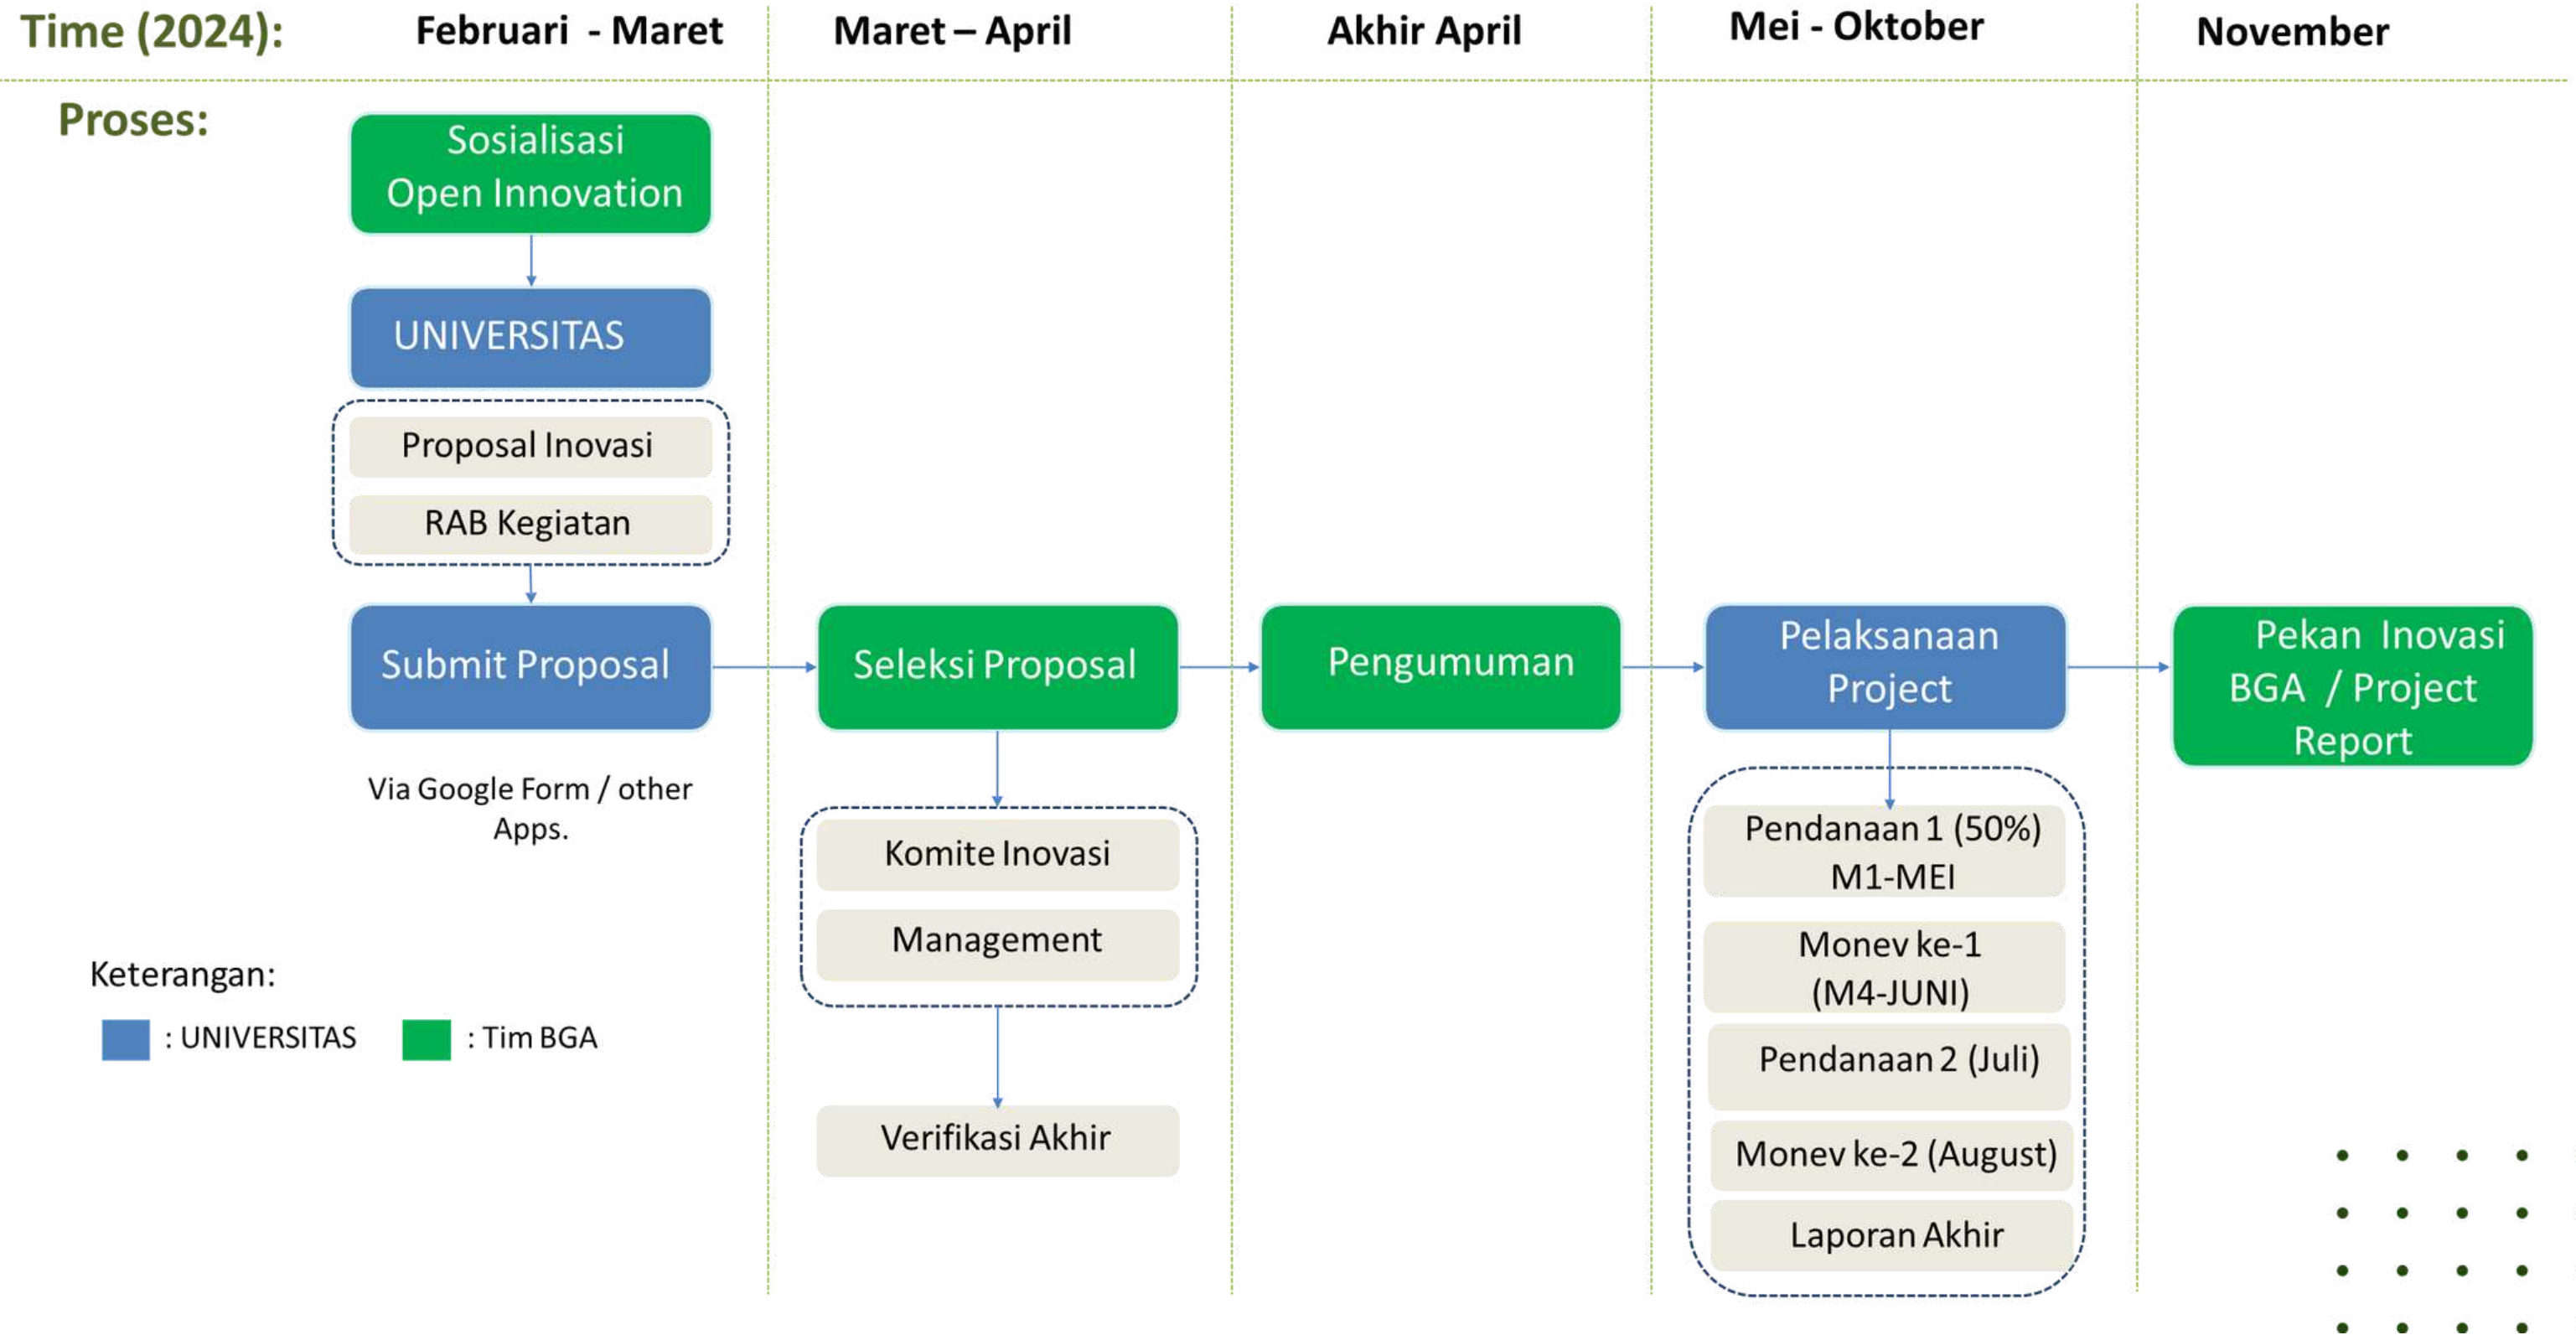 Time (2024):
Februari - Maret
Maret – April
Akhir April
Mei - Oktober
November
Proses:
Sosialisasi
Open Innovation
UNIVERSITAS
Proposal Inovasi
RAB Kegiatan
Submit Proposal
Via Google Form / other
Apps.
Seleksi Proposal
Komite Inovasi
Management
Verifikasi Akhir
Pengumuman
Pelaksanaan
Project
Pendanaan 1 (50%)
M1-MEI
Monev ke-1
(M4-JUNI)
Pendanaan 2 (Juli)
Monev ke-2 (August)
Laporan Akhir
Pekan Inovasi
BGA / Project
Report
Keterangan:
: UNIVERSITAS
: Tim BGA